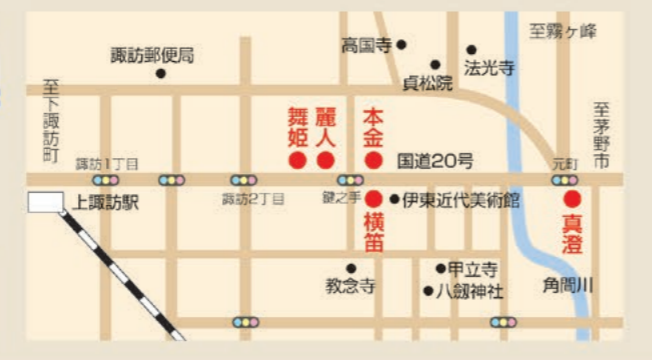 至霧ヶ峰
高国寺
諏訪郵便局
法光寺
貞松院
至下諏訪町
至茅野市
舞姫
麗人
本金
諏訪1丁目
国道20号
元町
上諏訪駅
諏訪2丁目
鍵之手
伊東近代美術館
横笛
真澄
甲立寺
教念寺
八劔神社
角間川